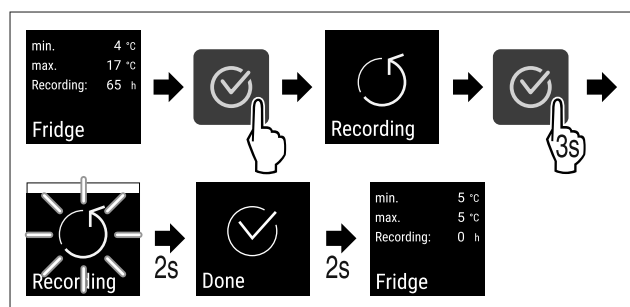 min. 4 °C
max. 17 °C
Recording: 65 h
Fridge
Recording
3s
Recording
2s
Done
2s
min. 5 °C
max. 5 °C
Recording: 0 h
Fridge